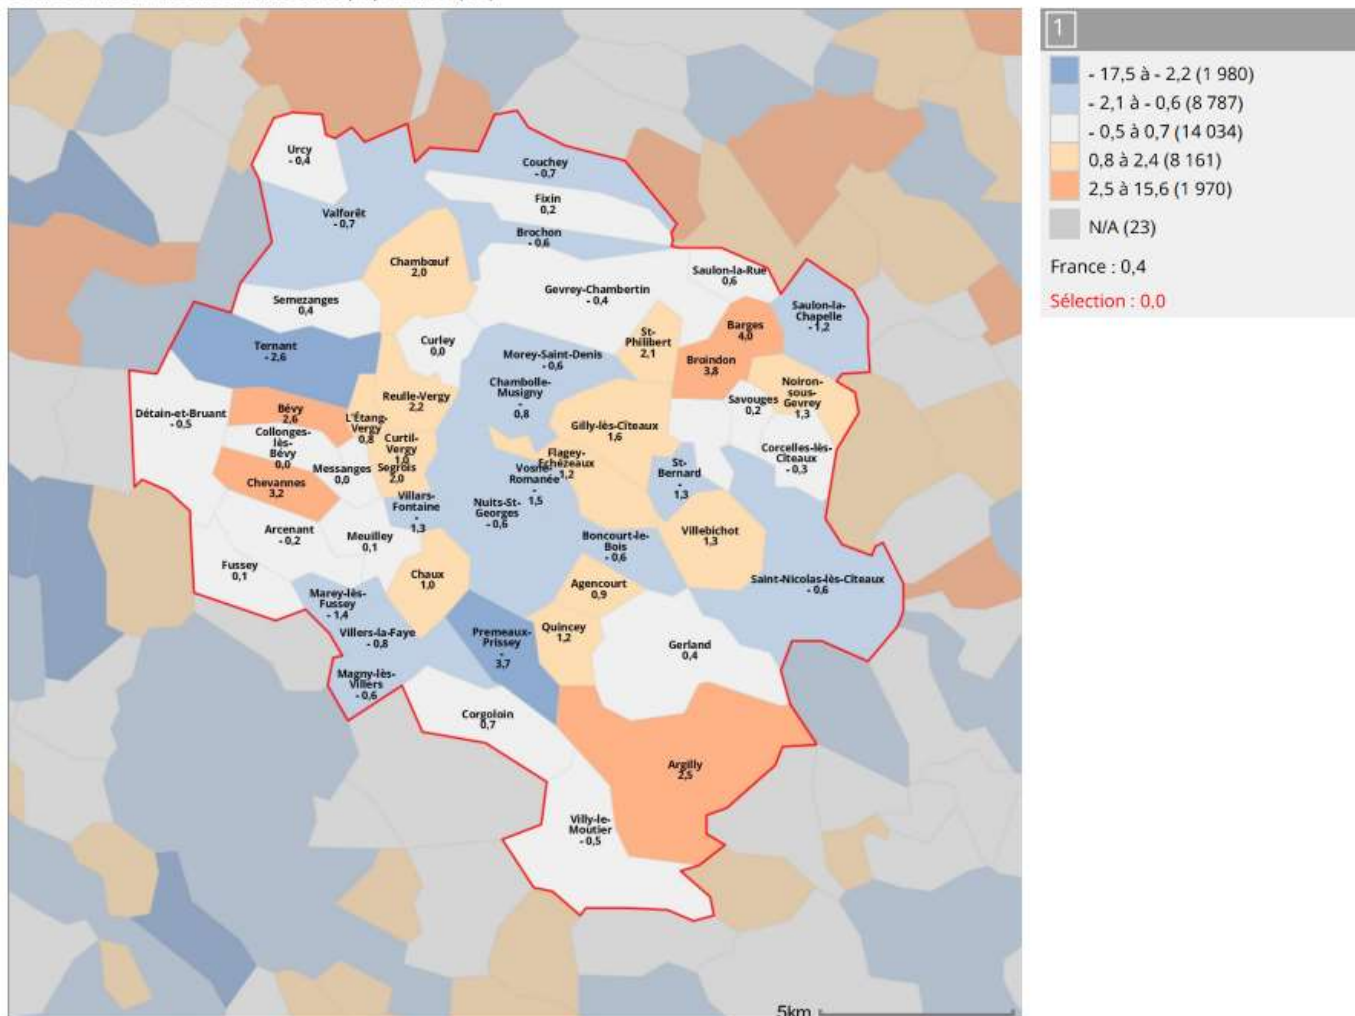 Urcy
- 0,4
Couchey
- 0,7
Fixin
0,2
Valforêt
- 0,7
Brochon
- 0,6
Chambœuf
2,0
Saulon-la-Rue
0,6
Gevrey-Chambertin
- 0,4
Semezanges
0,4
Saulon-la-
Chapelle
- 1,2
Barges
4,0
St-
Philibert
2,1
Curley
0,0
Ternant
- 2,6
Morey-Saint-Denis
- 0,6
Broindon
3,8
Chambolle-
Musigny
-
0,8
Noiron-
sous-
Gevrey
1,3
Reulle-Vergy
2,2
Savouges
0,2
Détain-et-Bruant
- 0,5
Bévy
2,6
L'Étang-
Vergy
0,8
Gilly-lès-Cîteaux
1,6
Collonges-
lès-
Bévy
0,0
Curtil-
Vergy
1,0
Corcelles-lès-
Cîteaux
- 0,3
Flagey-
Echézeaux
1,2
Messanges
0,0
Segrois
2,0
Vosne-
Romanée
-
1,5
St-
Bernard
-
1,3
Chevannes
3,2
Villars-
Fontaine
-
1,3
Nuits-St-
Georges
- 0,6
Arcenant
- 0,2
Meuilley
0,1
Boncourt-le-
Bois
- 0,6
Villebichot
1,3
Fussey
0,1
Chaux
1,0
Agencourt
0,9
Saint-Nicolas-lès-Cîteaux
- 0,6
Marey-lès-
Fussey
- 1,4
Villers-la-Faye
- 0,8
Premeaux-
Prissey
-
3,7
Quincey
1,2
Gerland
0,4
Magny-lès-
Villers
- 0,6
Corgoloin
0,7
Argilly
2,5
Villy-le-
Moutier
- 0,5
5km
1
- 17,5 à - 2,2 (1 980)
- 2,1 à - 0,6 (8 787)
- 0,5 à 0,7 (14 034)
0,8 à 2,4 (8 161)
2,5 à 15,6 (1 970)
N/A (23)
France : 0,4
Sélection : 0,0